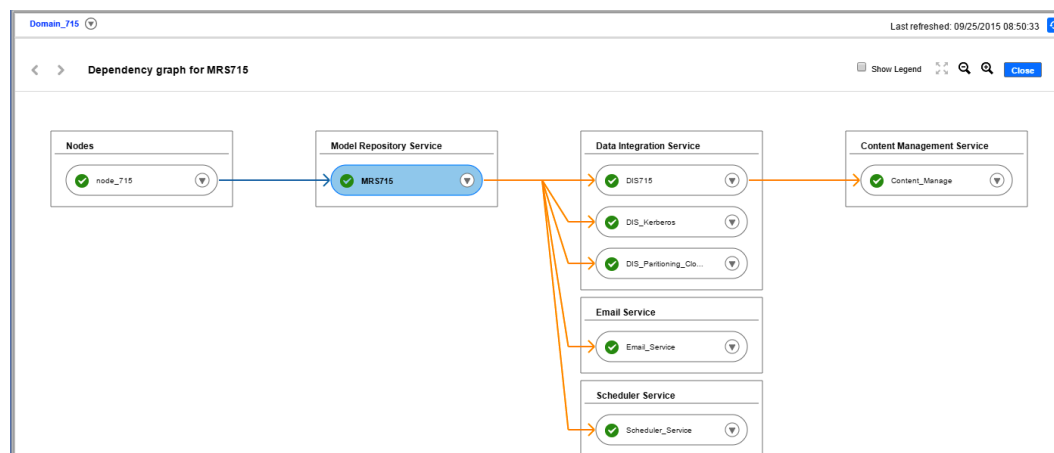 Domain_715
Last refreshed: 09/25/2015 08:50:33
Dependency graph for MRS715
Show Legend
Close
Nodes
node_715
Model Repository Service
MRS715
Data Integration Service
DIS715
DIS_Kerberos
DIS_Paritioning_Clo...
Content Management Service
Content_Manage
Email Service
Email_Service
Scheduler Service
Scheduler_Service